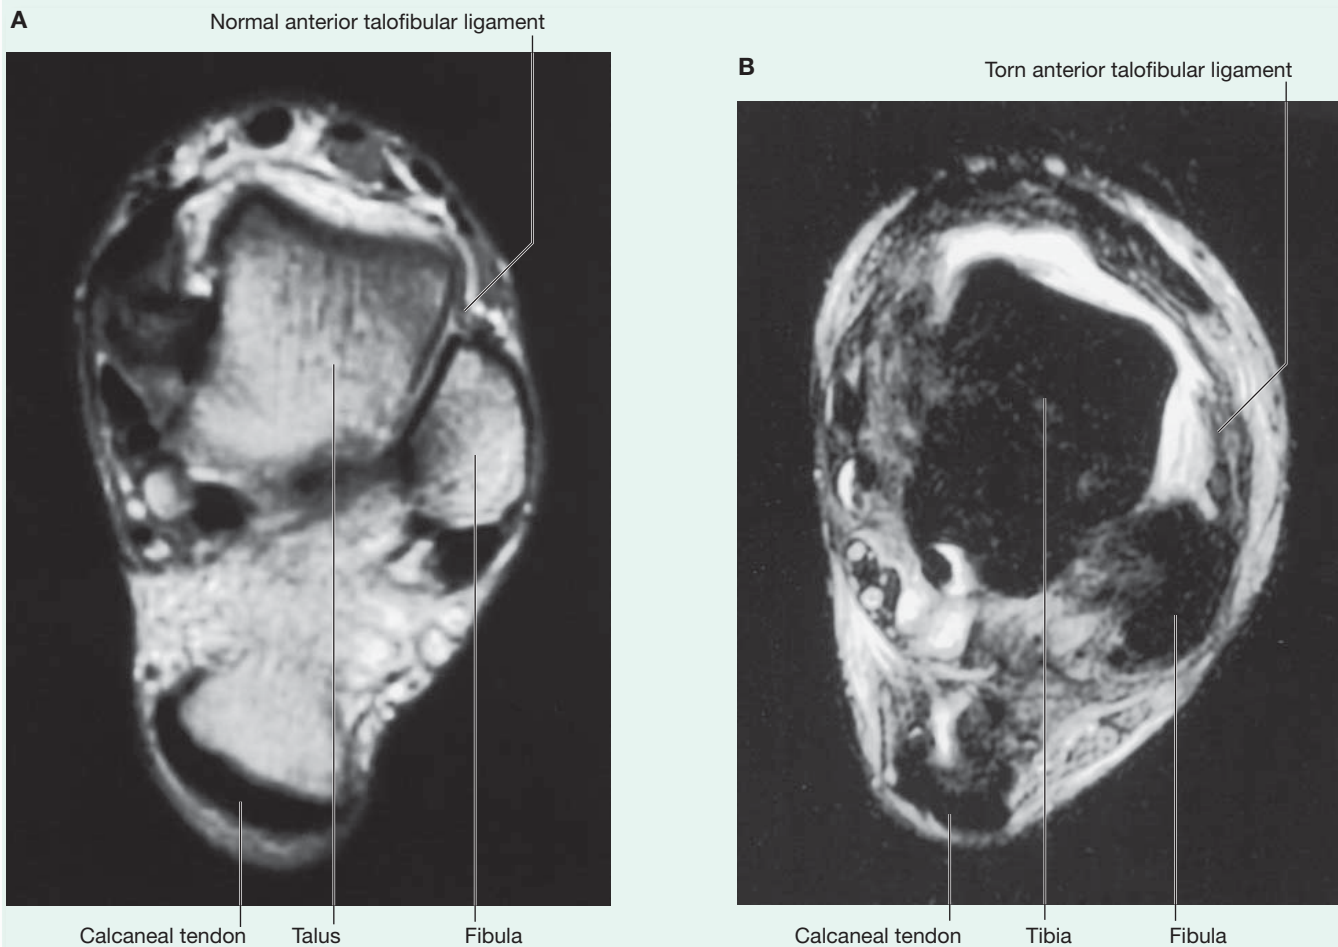 A
Normal anterior talofibular ligament
Calcaneal tendon
Talus
Fibula
B
Torn anterior talofibular ligament
Calcaneal tendon
Tibia
Fibula